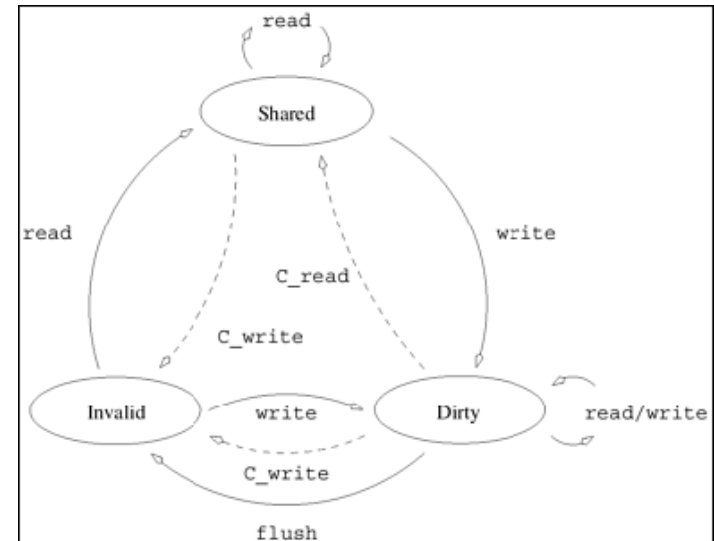 read
Shared
read
write
C_read
C_write
Invalid
write
Dirty
read/write
C_write
flush